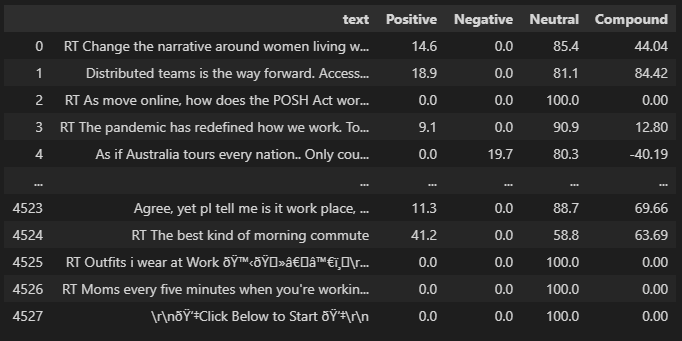 text Positive Negative Neutral Compound
0 RT Change the narrative around women living w... 14.6 0.0 85.4 44.04
1 Distributed teams is the way forward. Access... 18.9 0.0 81.1 84.42
2 RT As move online, how does the POSH Act wor... 0.0 0.0 100.0 0.00
3 RT The pandemic has redefined how we work. To... 9.1 0.0 90.9 12.80
4 As if Australia tours every nation.. Only cou... 0.0 19.7 80.3 -40.19
... ... ... ... ... ...
4523 Agree, yet pl tell me is it work place, ... 11.3 0.0 88.7 69.66
4524 RT The best kind of morning commute 41.2 0.0 58.8 63.69
4525 RT Outfits i wear at Work 0.0 0.0 100.0 0.00
4526 RT Moms every five minutes when you're workin... 0.0 0.0 100.0 0.00
4527 \r\nðŸ'‡Click Below to Start ðŸ'‡\r\n 0.0 0.0 100.0 0.00